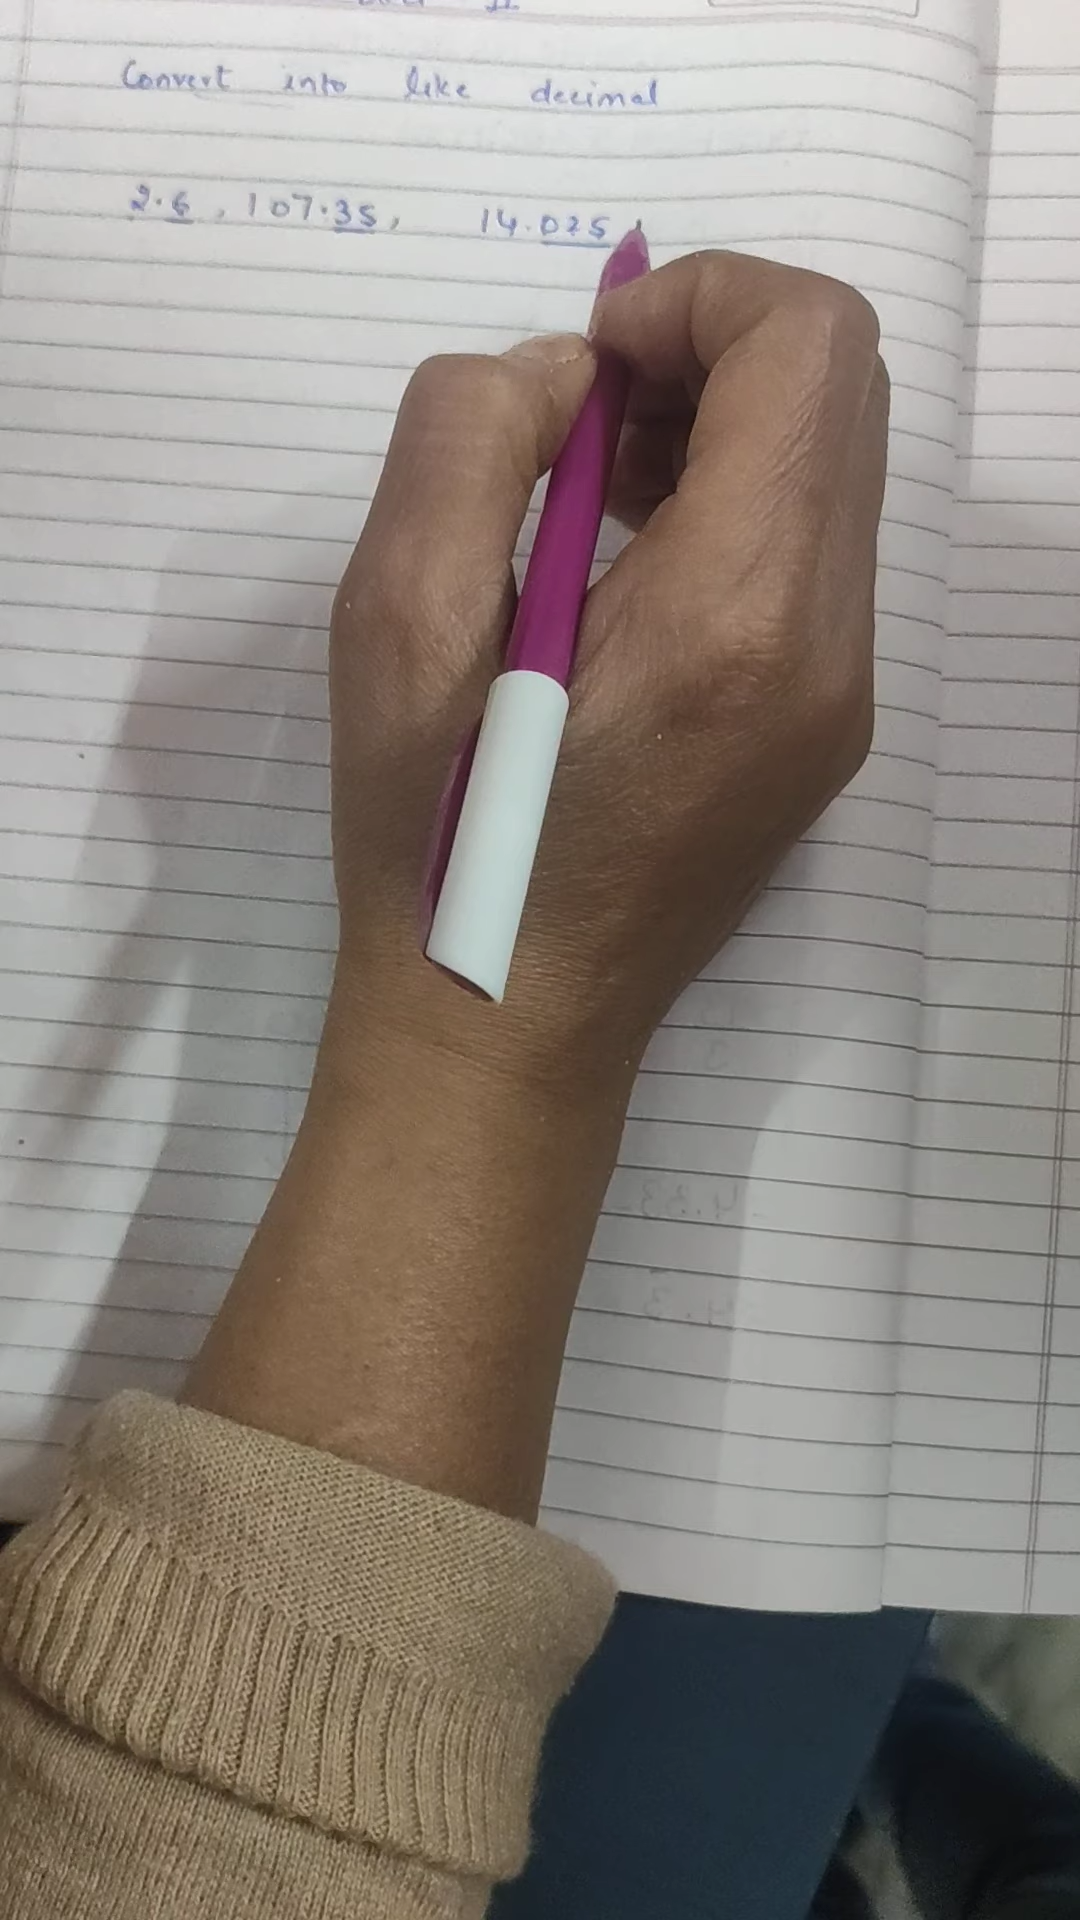 Convert into like decimal
2.6, 107.35, 14.025